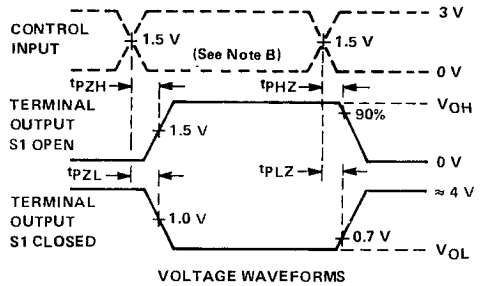 CONTROL INPUT
3 V
1.5 V
(See Note B)
1.5 V
0 V
tPZH
tPHZ
TERMINAL OUTPUT S1 OPEN
VOH
90%
1.5 V
0 V
tPZL
tPLZ
TERMINAL OUTPUT S1 CLOSED
≈ 4 V
1.0 V
0.7 V
VOL
VOLTAGE WAVEFORMS